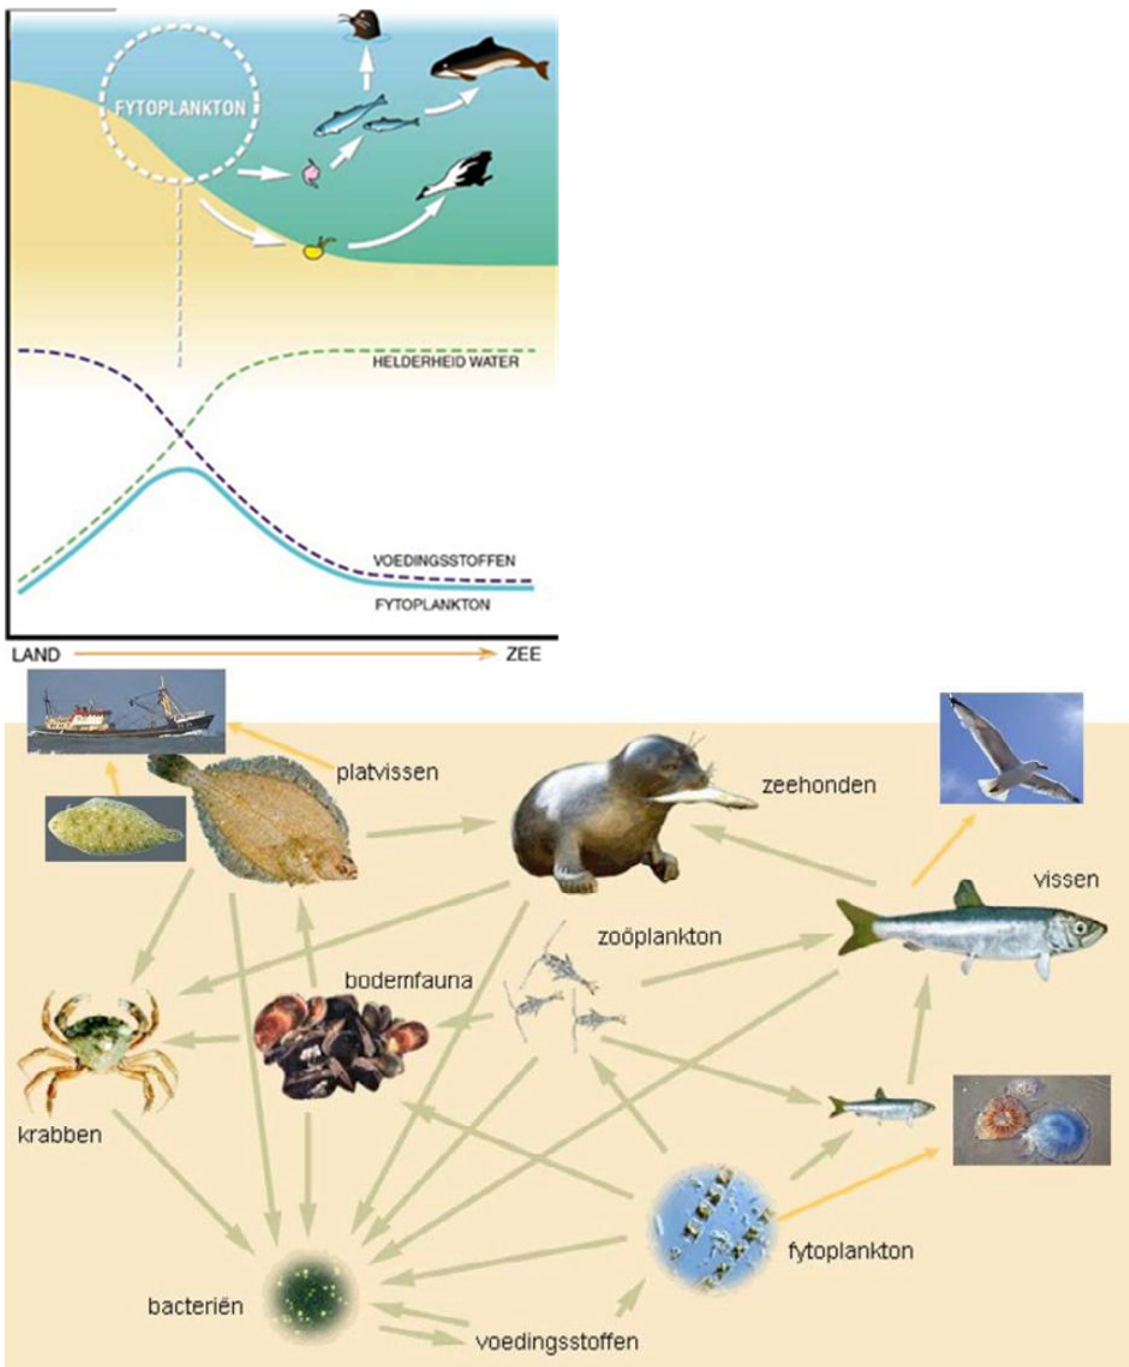 FYTOPLANKTON
HELDERHEID WATER
VOEDINGSSTOFFEN
FYTOPLANKTON
LAND ZEE
platvissen
zeehonden
vissen
zoöplankton
bodemfauna
krabben
fytoplankton
bacteriën
voedingsstoffen